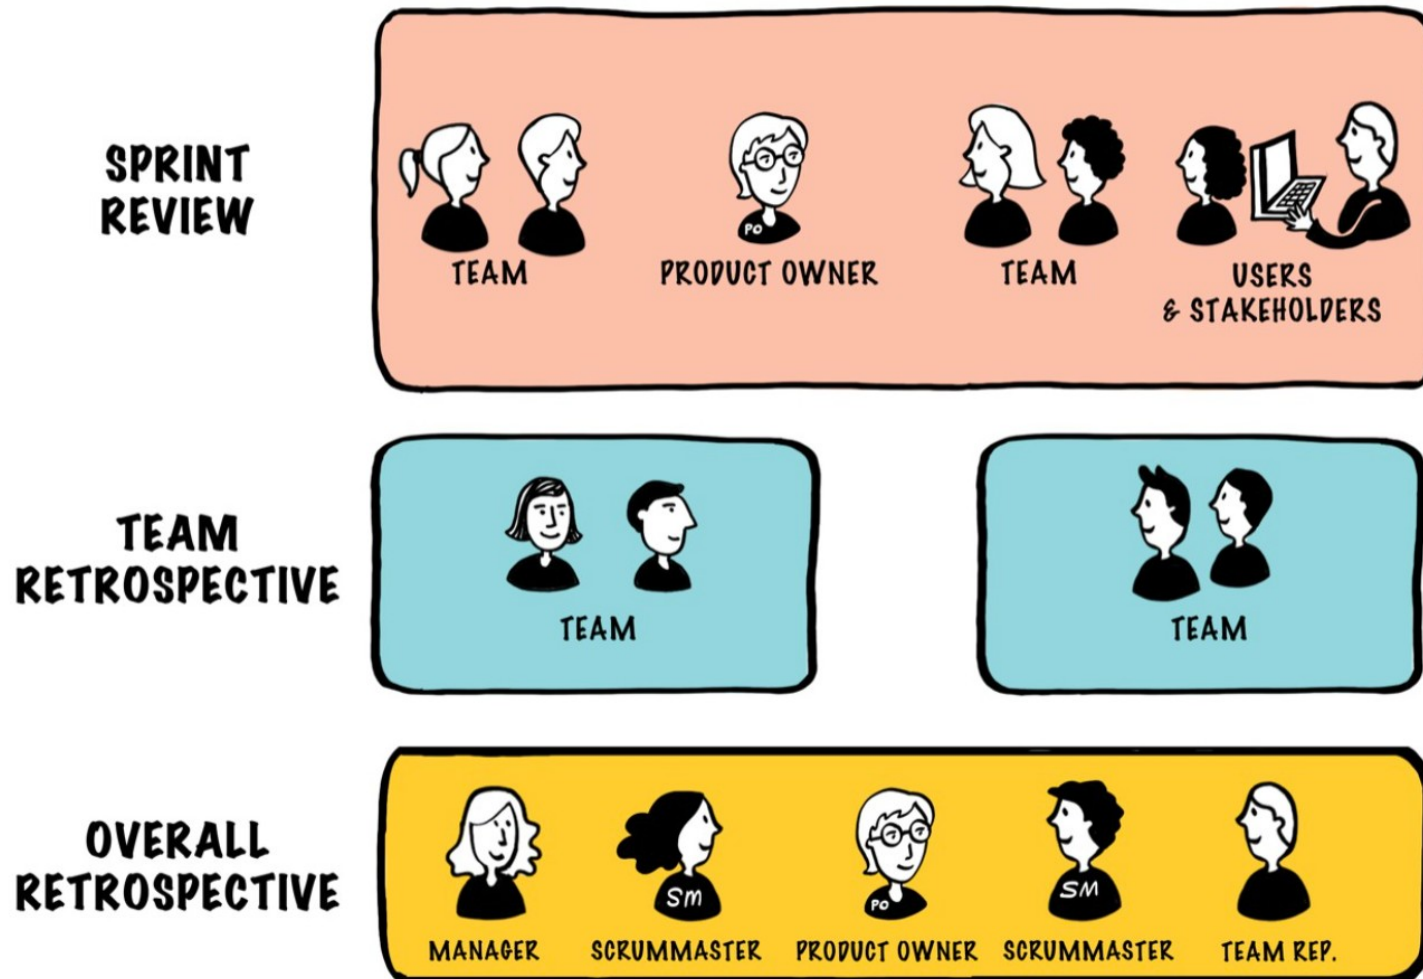 SPRINT
REVIEW
PO
TEAM
PRODUCT OWNER
TEAM
USERS
& STAKEHOLDERS
TEAM
RETROSPECTIVE
TEAM
TEAM
OVERALL
RETROSPECTIVE
Sm
PO
SM
MANAGER
SCRUMMASTER
PRODUCT OWNER
SCRUMMASTER
TEAM REP.